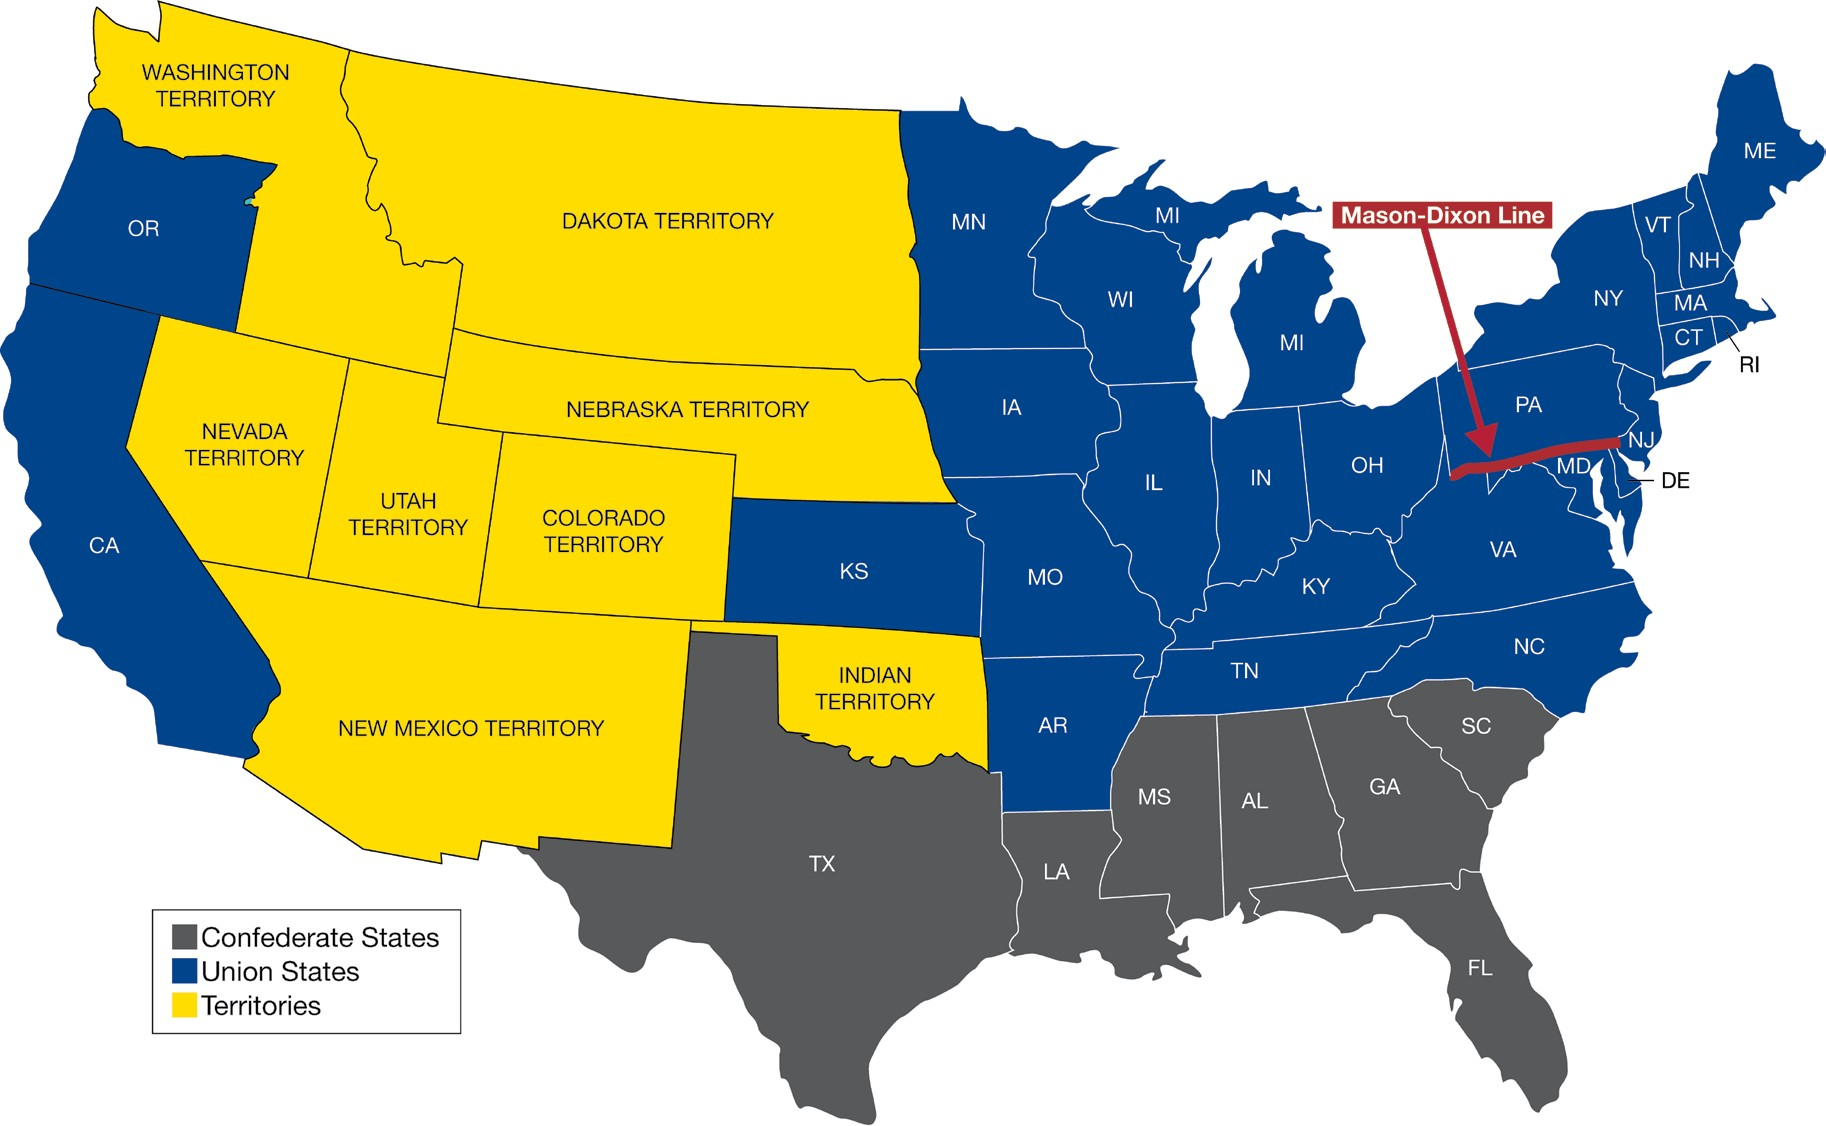 WASHINGTON
TERRITORY
ME
OR
DAKOTA TERRITORY
MN
MI
Mason-Dixon Line
VT
NH
WI
NY
MA
MI
CT
RI
NEBRASKA TERRITORY
IA
PA
NEVADA
TERRITORY
NJ
OH
MD
IL
IN
DE
UTAH
TERRITORY
COLORADO
TERRITORY
CA
VA
KS
MO
KY
NC
TN
INDIAN
TERRITORY
NEW MEXICO TERRITORY
AR
SC
MS
AL
GA
TX
LA
FL
Confederate States
Union States
Territories